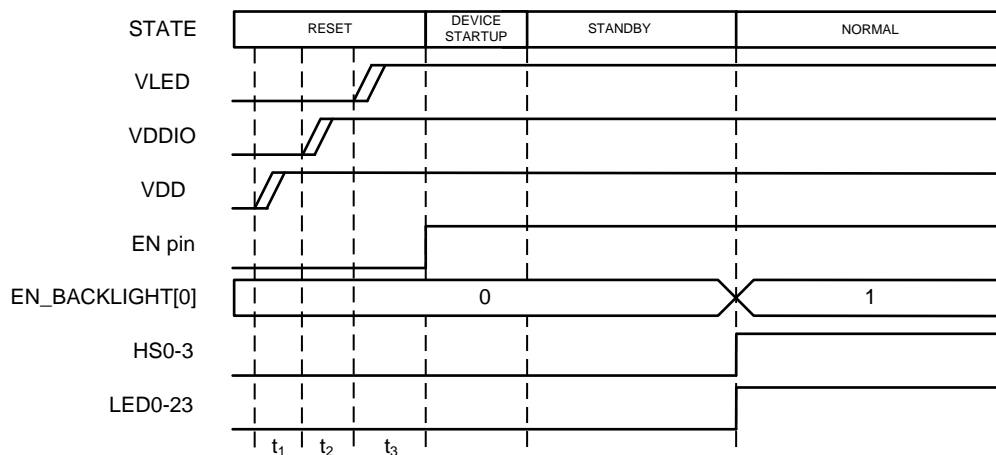 STATE RESET DEVICE STARTUP STANDBY NORMAL
VLED
VDDIO
VDD
EN pin
EN_BACKLIGHT[0] 0 1
HS0-3
LED0-23
t1 t2 t3